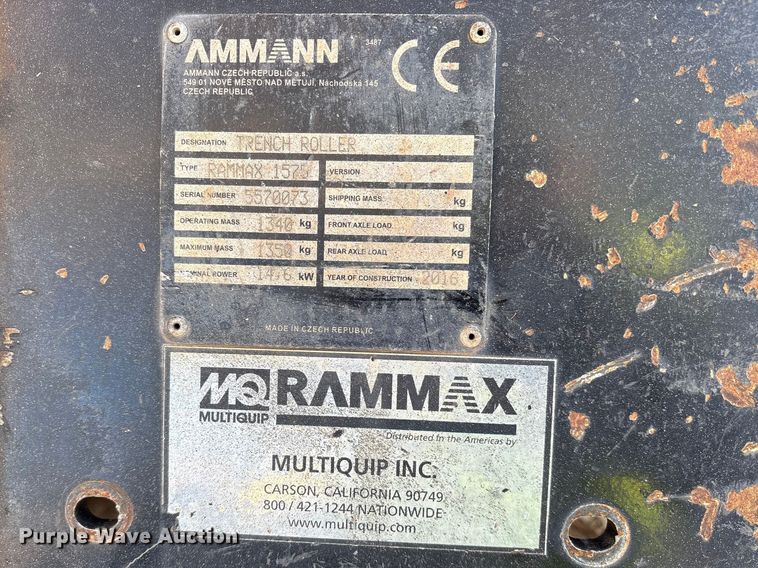 AMMANN
3487
CE
AMMANN CZECH REPUBLIC a.s.
549 01 NOVÉ MĚSTO NAD METUJÍ, Náchodská 145
CZECH REPUBLIC
DESIGNATION TRENCH ROLLER
TYPE RAMMAX VERSION
SERIAL NUMBER 5570073 SHIPPING MASS kg
OPERATING MASS 1340 kg FRONT AXLE LOAD kg
MAXIMUM MASS 1350 kg REAR AXLE LOAD kg
NOMINAL POWER 14.6 kW YEAR OF CONSTRUCTION 2016
MADE IN CZECH REPUBLIC
MQ RAMMAX
MULTIQUIP
Distributed in the Americas by
MULTIQUIP INC.
CARSON, CALIFORNIA 90749
800 / 421-1244 NATIONWIDE
www.multiquip.com
Purple Wave Auction